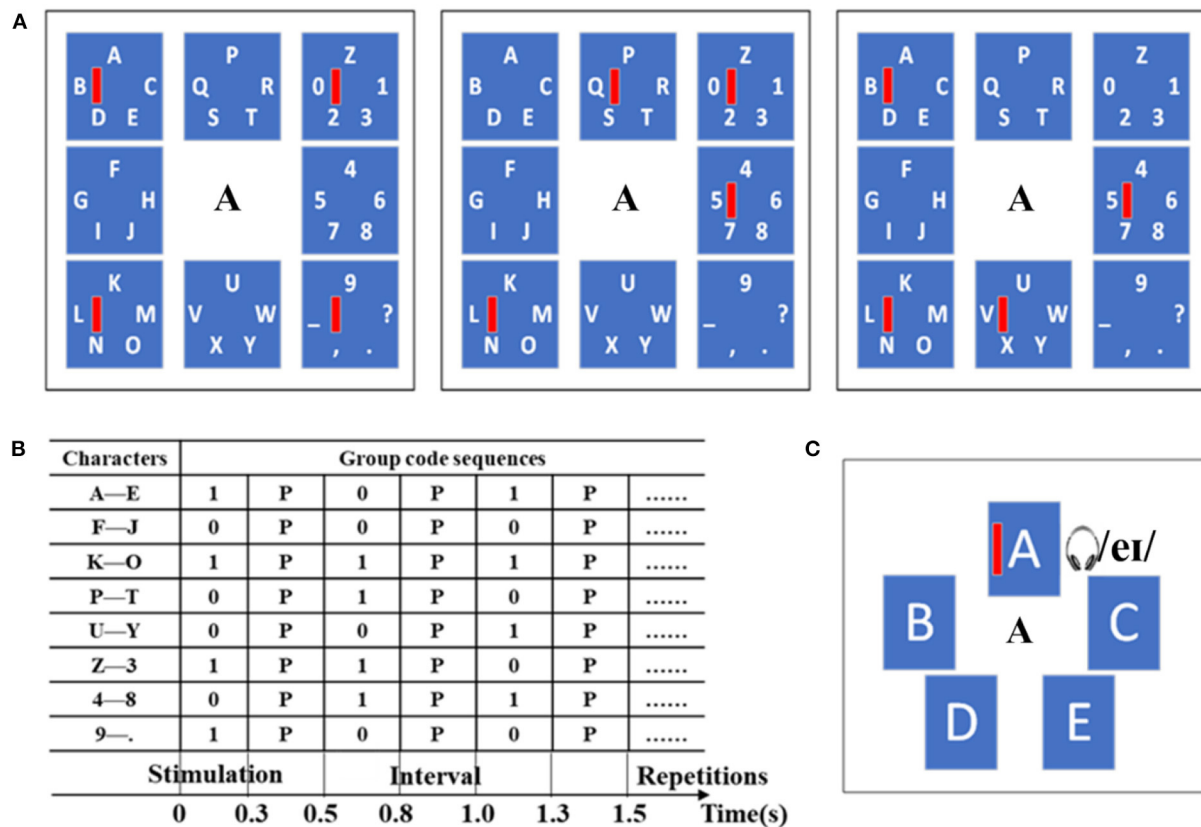 A
A P Z
B C Q R 0 1
D E S T 2 3
F 4
G H A 5 6
I J 7 8
K U 9
L M V W _ ?
N O X Y , .
A P Z
B C Q R 0 1
D E S T 2 3
F 4
G H A 5 6
I J 7 8
K U 9
L M V W _ ?
N O X Y , .
A P Z
B C Q R 0 1
D E S T 2 3
F 4
G H A 5 6
I J 7 8
K U 9
L M V W _ ?
N O X Y , .
B
Characters Group code sequences
A—E 1 P 0 P 1 P ……
F—J 0 P 0 P 0 P ……
K—O 1 P 1 P 1 P ……
P—T 0 P 1 P 0 P ……
U—Y 0 P 0 P 1 P ……
Z—3 1 P 1 P 0 P ……
4—8 0 P 1 P 1 P ……
9—. 1 P 0 P 0 P ……
Stimulation Interval Repetitions
0 0.3 0.5 0.8 1.0 1.3 1.5 Time(s)
C
A /eɪ/
B A C
D E